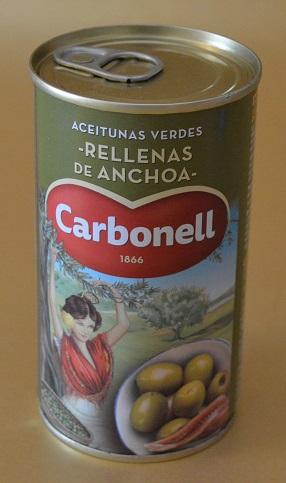 ACEITUNAS VERDES
-RELLENAS
DE ANCHOA-
Carbonell
1866